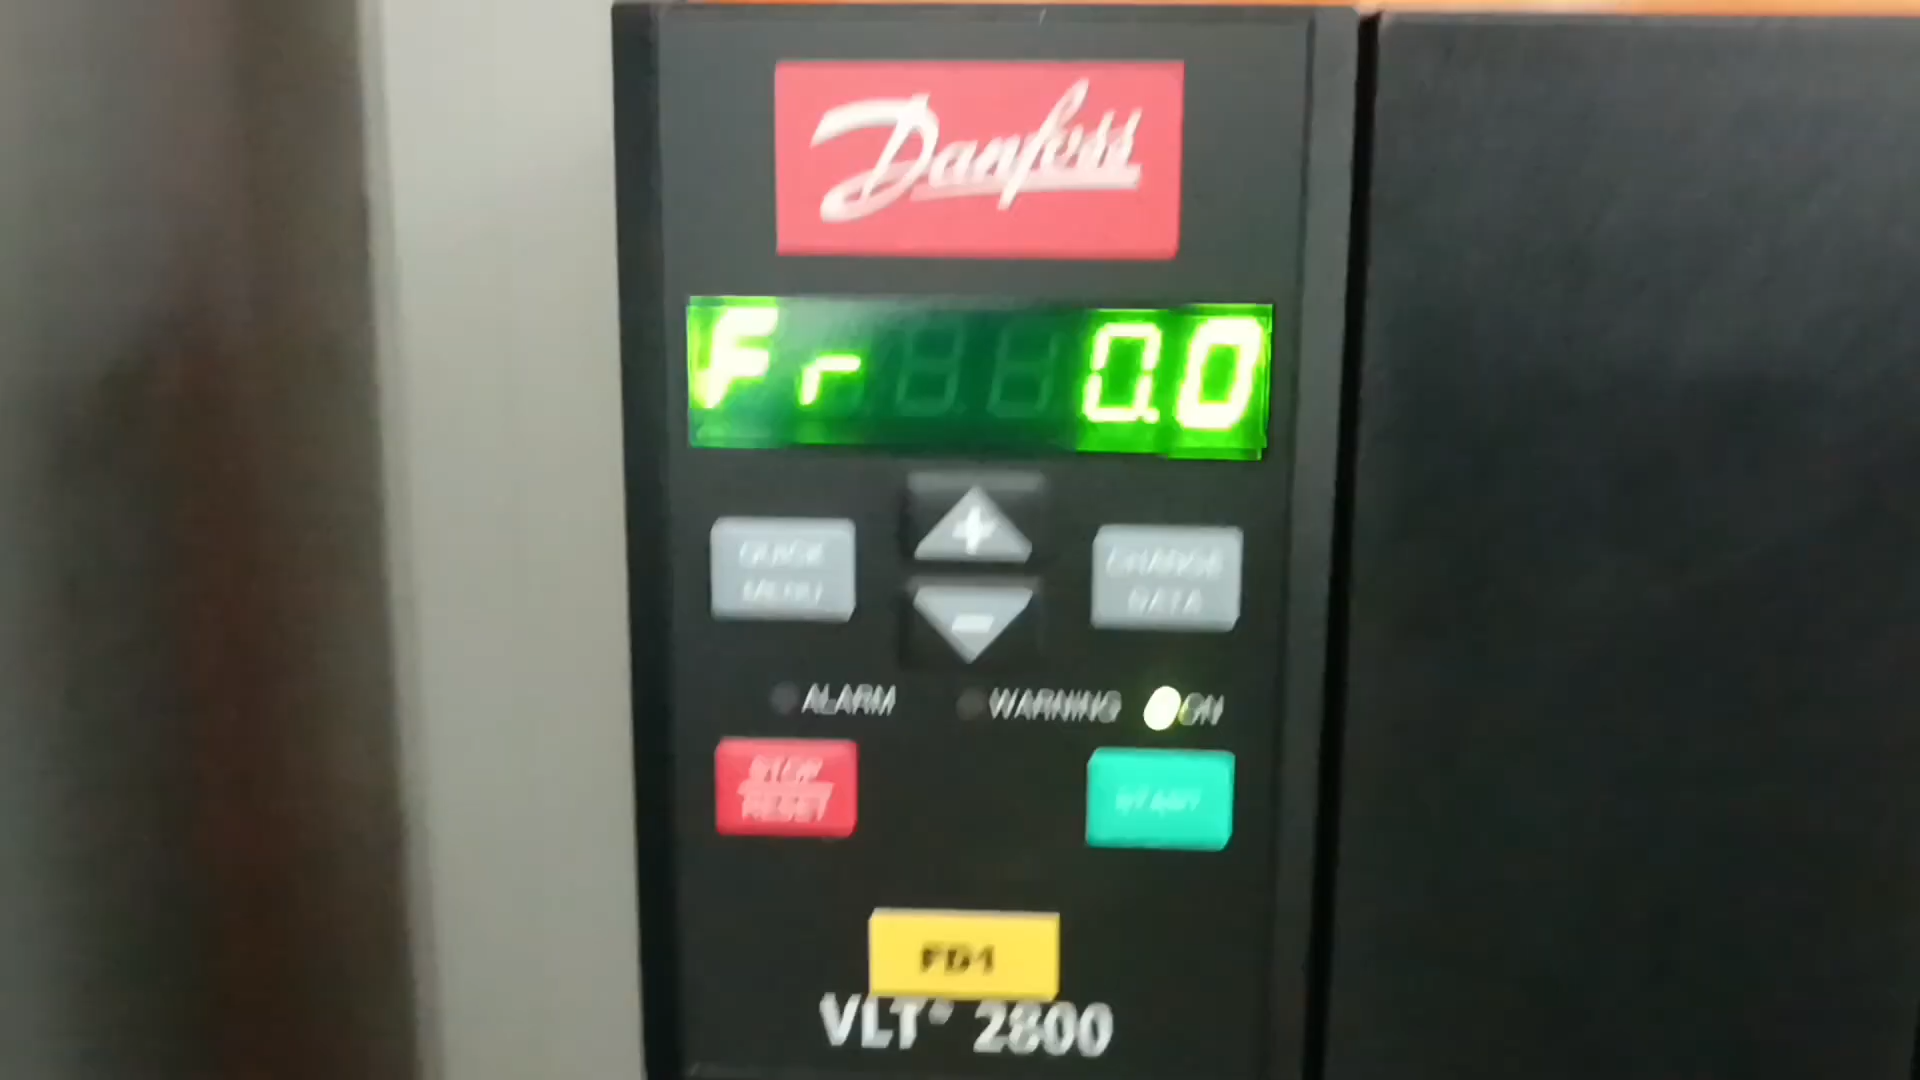 Danfoss
Fr 0.0
QUICK
MENU
CHANGE
DATA
ALARM
WARNING
ON
STOP
RESET
START
FD1
VLT® 2800